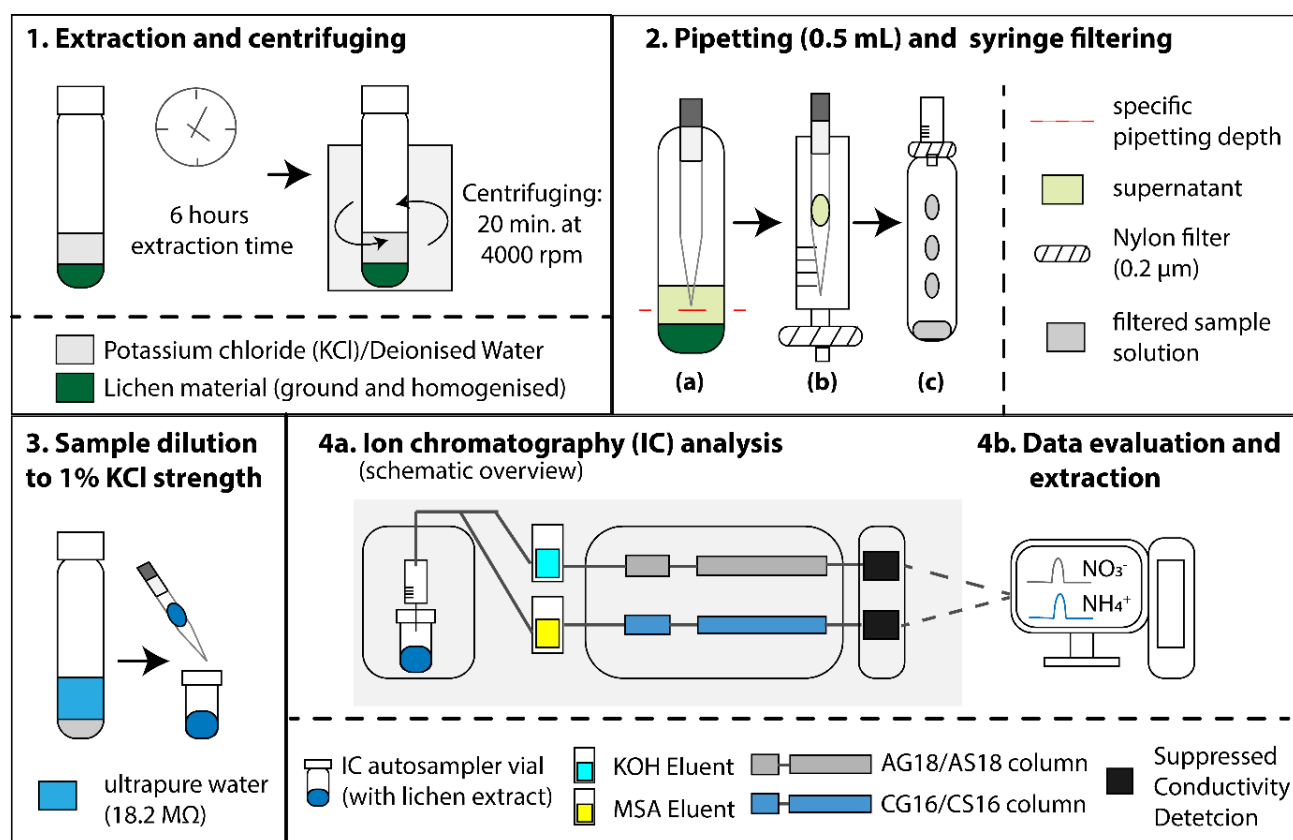 1. Extraction and centrifuging
6 hours
extraction time
Centrifuging:
20 min. at
4000 rpm
Potassium chloride (KCl)/Deionised Water
Lichen material (ground and homogenised)
2. Pipetting (0.5 mL) and syringe filtering
(a)
(b)
(c)
specific
pipetting depth
supernatant
Nylon filter
(0.2 µm)
filtered sample
solution
3. Sample dilution
to 1% KCl strength
ultrapure water
(18.2 MΩ)
4a. Ion chromatography (IC) analysis
(schematic overview)
4b. Data evaluation and
extraction
NO₃⁻
NH₄⁺
IC autosampler vial
(with lichen extract)
KOH Eluent
MSA Eluent
AG18/AS18 column
CG16/CS16 column
Suppressed
Conductivity
Detetcion